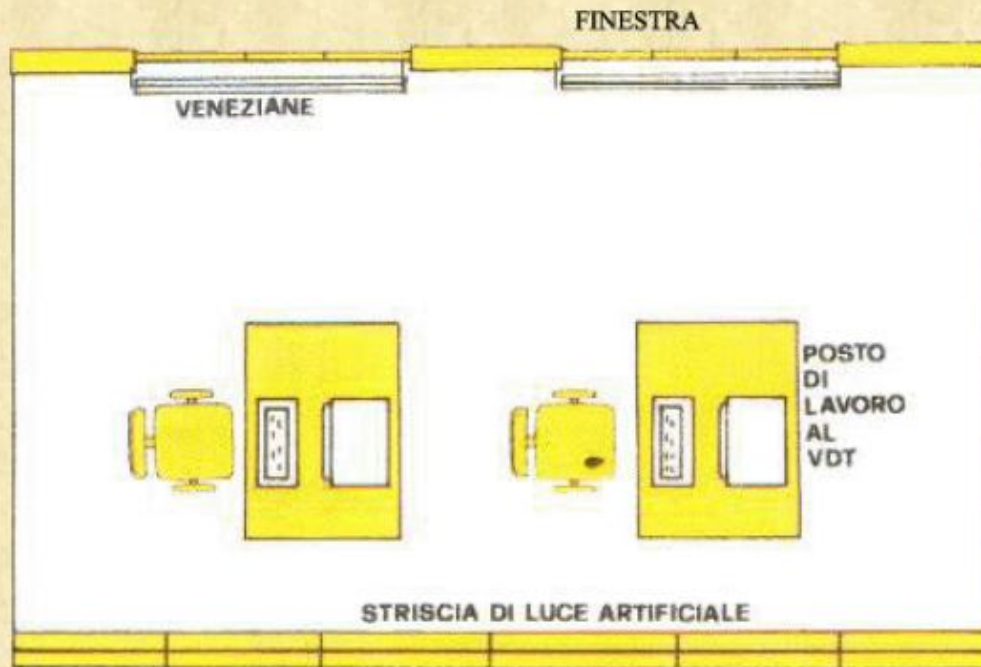 FINESTRA
VENEZIANE
POSTO
DI
LAVORO
AL
VDT
STRISCIA DI LUCE ARTIFICIALE